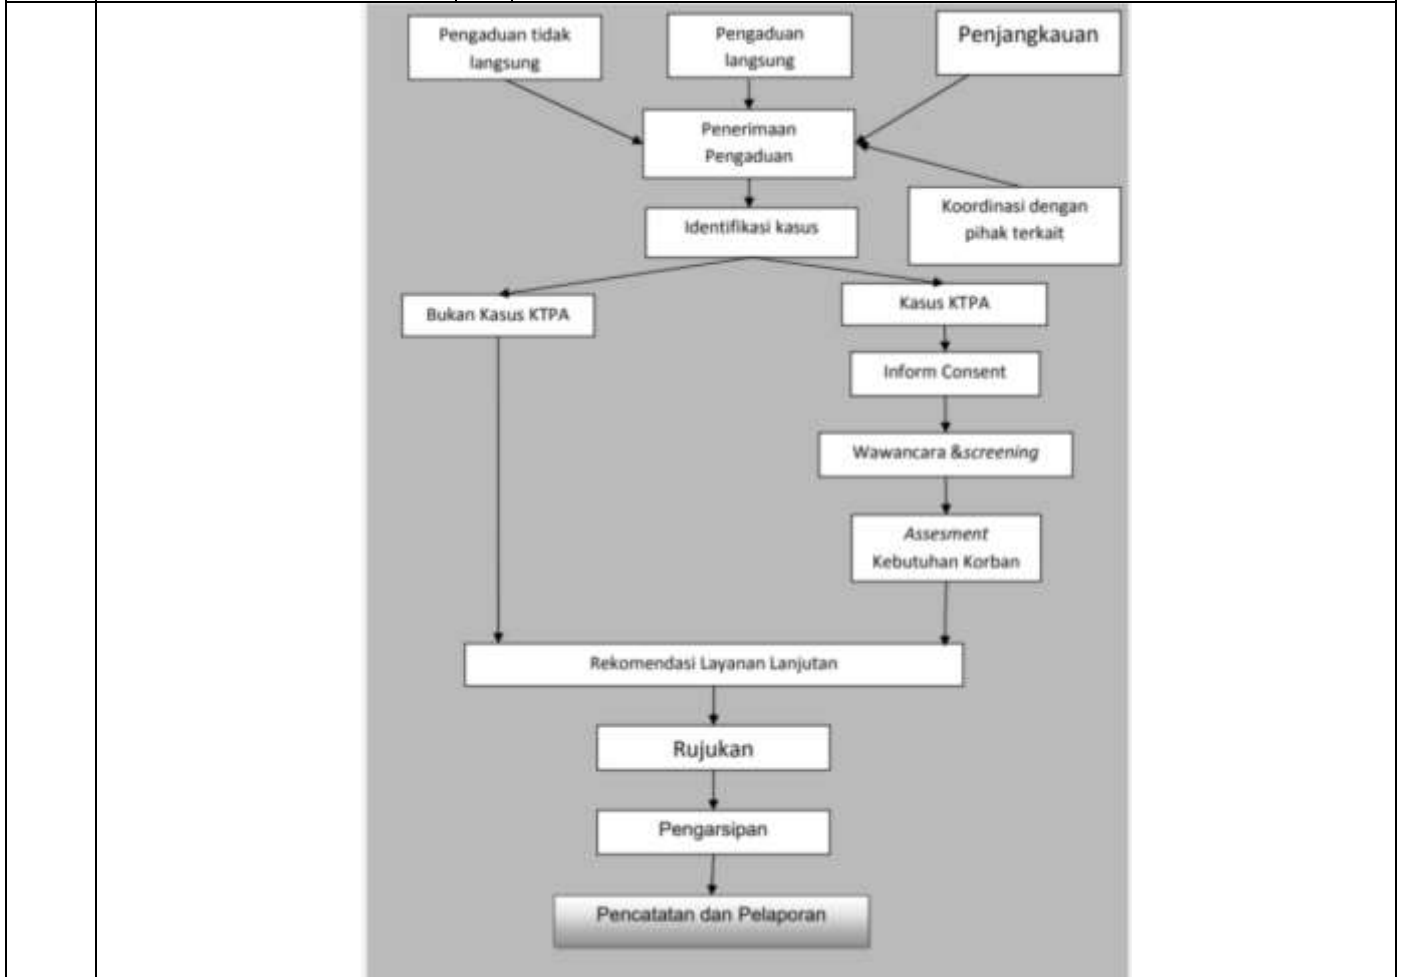 Pengaduan tidak
langsung
Pengaduan
langsung
Penjangkauan
Penerimaan
Pengaduan
Koordinasi dengan
pihak terkait
Identifikasi kasus
Bukan Kasus KTPA
Kasus KTPA
Inform Consent
Wawancara &screening
Assesment
Kebutuhan Korban
Rekomendasi Layanan Lanjutan
Rujukan
Pengarsipan
Pencatatan dan Pelaporan